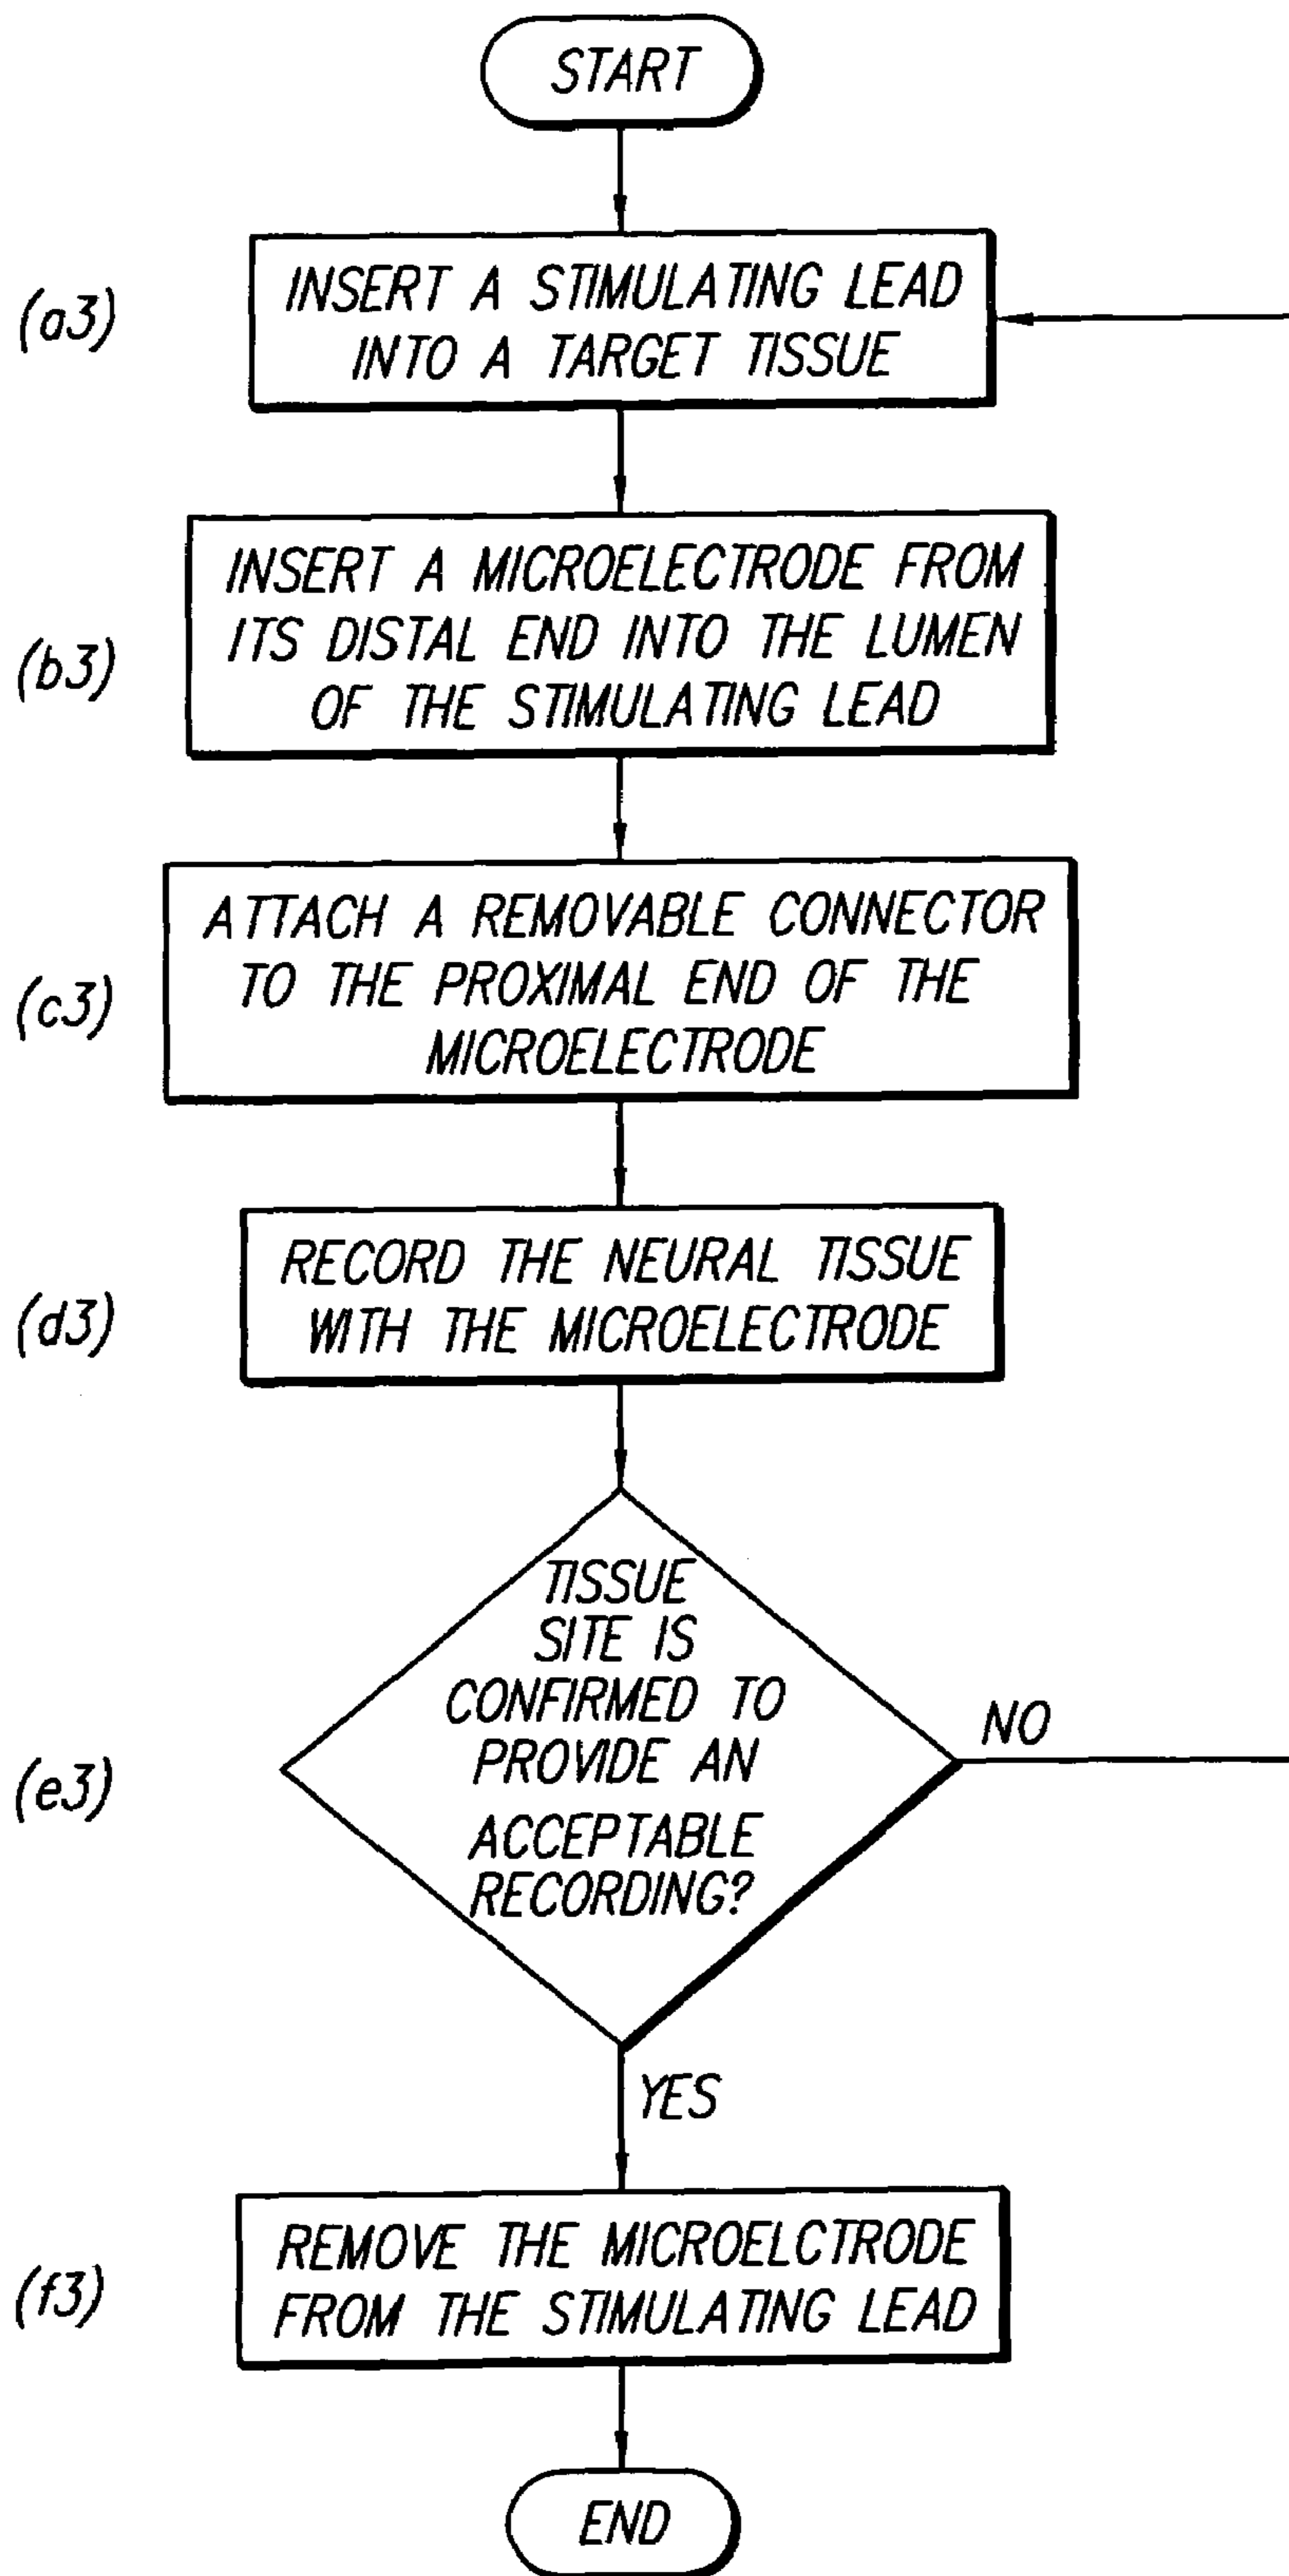 START
(a3)
INSERT A STIMULATING LEAD
INTO A TARGET TISSUE
(b3)
INSERT A MICROELECTRODE FROM
ITS DISTAL END INTO THE LUMEN
OF THE STIMULATING LEAD
(c3)
ATTACH A REMOVABLE CONNECTOR
TO THE PROXIMAL END OF THE
MICROELECTRODE
(d3)
RECORD THE NEURAL TISSUE
WITH THE MICROELECTRODE
(e3)
TISSUE
SITE IS
CONFIRMED TO
PROVIDE AN
ACCEPTABLE
RECORDING?
NO
YES
(f3)
REMOVE THE MICROELCTRODE
FROM THE STIMULATING LEAD
END